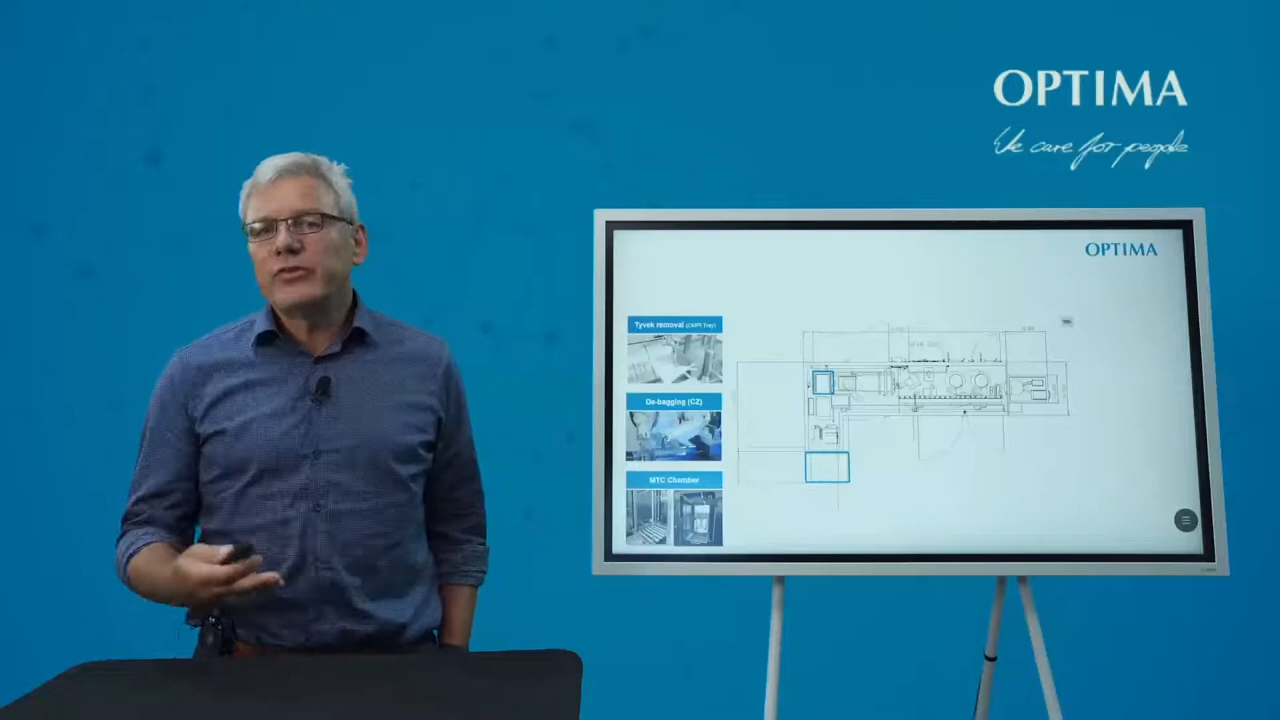 OPTIMA
We care for people
OPTIMA
Tyvek removal (CMPI Tray)
De-bagging (CZ)
MTC Chamber